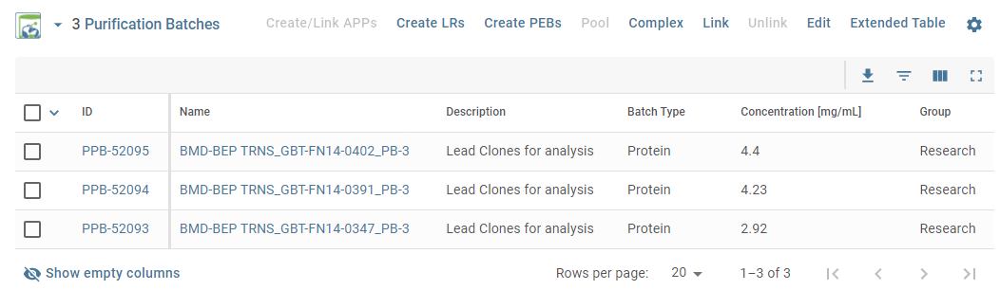 3 Purification Batches Create/Link APPs Create LRs Create PEBs Pool Complex Link Unlink Edit Extended Table
ID Name Description Batch Type Concentration [mg/mL] Group
PPB-52095 BMD-BEP TRNS_GBT-FN14-0402_PB-3 Lead Clones for analysis Protein 4.4 Research
PPB-52094 BMD-BEP TRNS_GBT-FN14-0391_PB-3 Lead Clones for analysis Protein 4.23 Research
PPB-52093 BMD-BEP TRNS_GBT-FN14-0347_PB-3 Lead Clones for analysis Protein 2.92 Research
Show empty columns Rows per page: 20 1–3 of 3